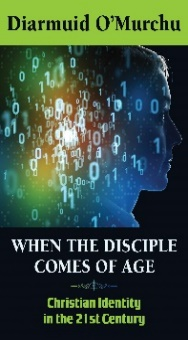 Diarmuid O'Murchu
WHEN THE DISCIPLE
COMES OF AGE
Christian Identity
in the 21st Century